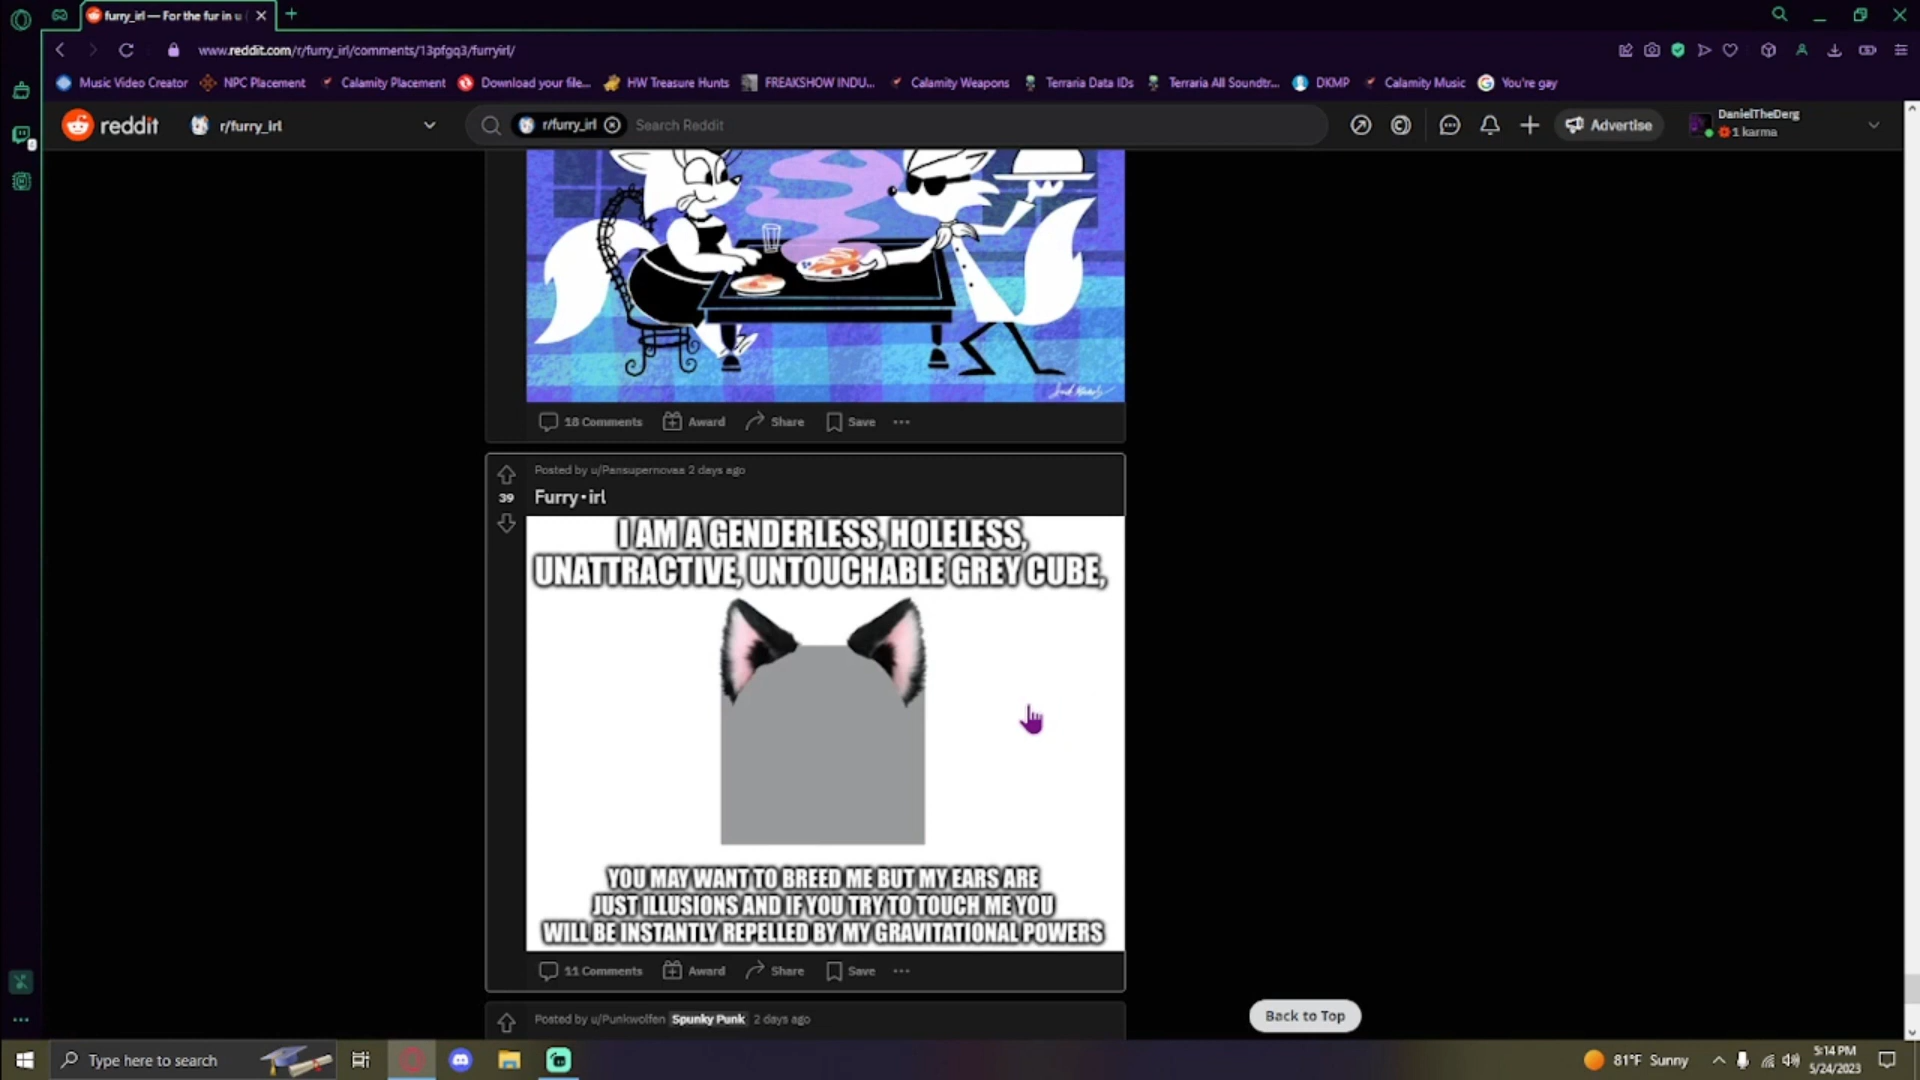 furry_irl — For the fur in u
www.reddit.com/r/furry_irl/comments/13pfgq3/furryirl/
Music Video Creator
NPC Placement
Calamity Placement
Download your file...
HW Treasure Hunts
FREAKSHOW INDU...
Calamity Weapons
Terraria Data IDs
Terraria All Soundtr...
DKMP
Calamity Music
You're gay
reddit
r/furry_irl
r/furry_irl
Search Reddit
Advertise
DanielTheDerg
1 karma
18 Comments
Award
Share
Save
Posted by u/Pansupernovaa 2 days ago
39
Furry•irl
I AM A GENDERLESS, HOLELESS,
UNATTRACTIVE, UNTOUCHABLE GREY CUBE,
YOU MAY WANT TO BREED ME BUT MY EARS ARE
JUST ILLUSIONS AND IF YOU TRY TO TOUCH ME YOU
WILL BE INSTANTLY REPELLED BY MY GRAVITATIONAL POWERS
11 Comments
Award
Share
Save
Posted by u/Punkwolfen Spunky Punk 2 days ago
Back to Top
Type here to search
81°F Sunny
5:14 PM
5/24/2023